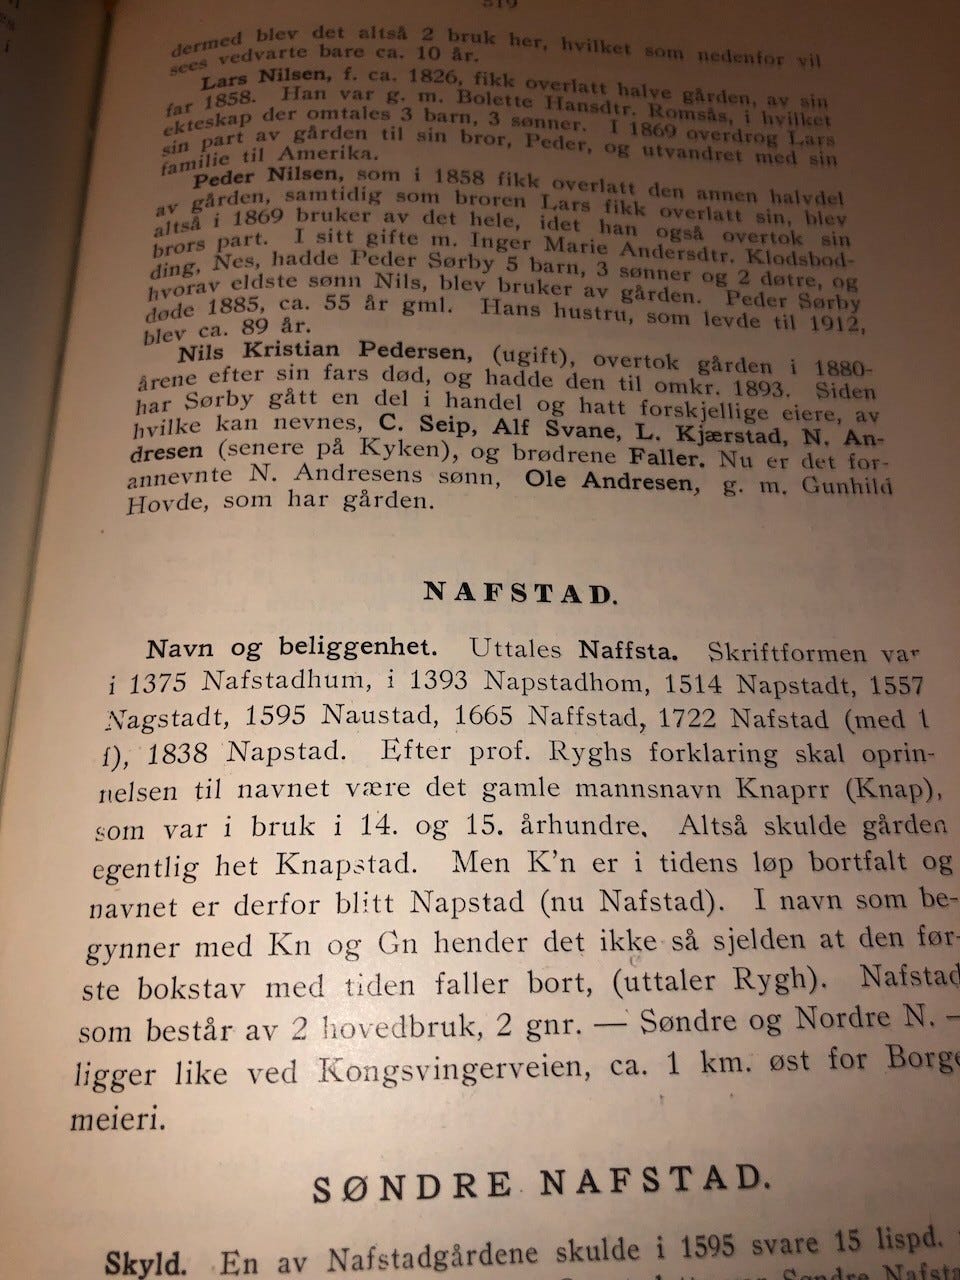 519
dermed blev det altså 2 bruk her, hvilket som nedenfor vil
sees vedvarte bare ca. 10 år.
Lars Nilsen, f. ca. 1826, fikk overlatt halve gården, av sin
far 1858. Han var g. m. Bolette Hansdtr. Romsås, i hvilket
ekteskap der omtales 3 barn, 3 sønner. I 1869 overdrog Lars
sin part av gården til sin bror, Peder, og utvandret med sin
familie til Amerika.
Peder Nilsen, som i 1858 fikk overlatt den annen halvdel
av gården, samtidig som broren Lars fikk overlatt sin, blev
altså i 1869 bruker av det hele, idet han også overtok sin
brors part. I sitt gifte m. Inger Marie Andersdtr. Klodsbod-
ding, Nes, hadde Peder Sørby 5 barn, 3 sønner og 2 døtre, og
hvorav eldste sønn Nils, blev bruker av gården. Peder Sørby
døde 1885, ca. 55 år gml. Hans hustru, som levde til 1912,
blev ca. 89 år.
Nils Kristian Pedersen, (ugift), overtok gården i 1880-
årene efter sin fars død, og hadde den til omkr. 1893. Siden
har Sørby gått en del i handel og hatt forskjellige eiere, av
hvilke kan nevnes, C. Seip, Alf Svane, L. Kjærstad, N. An-
dresen (senere på Kyken), og brødrene Faller. Nu er det for-
annevnte N. Andresens sønn, Ole Andresen, g. m. Gunhild
Hovde, som har gården.
NAFSTAD.
Navn og beliggenhet. Uttales Naffsta. Skriftformen var
i 1375 Nafstadhum, i 1393 Napstadhom, 1514 Napstadt, 1557
Nagstadt, 1595 Naustad, 1665 Naffstad, 1722 Nafstad (med 1
f), 1838 Napstad. Efter prof. Ryghs forklaring skal oprin-
nelsen til navnet være det gamle mannsnavn Knaprr (Knap),
som var i bruk i 14. og 15. århundre. Altså skulde gården
egentlig het Knapstad. Men K'n er i tidens løp bortfalt og
navnet er derfor blitt Napstad (nu Nafstad). I navn som be-
gynner med Kn og Gn hender det ikke så sjelden at den før-
ste bokstav med tiden faller bort, (uttaler Rygh). Nafstad
som består av 2 hovedbruk, 2 gnr. — Søndre og Nordre N. —
ligger like ved Kongsvingerveien, ca. 1 km. øst for Borge
meieri.
SØNDRE NAFSTAD.
Skyld. En av Nafstadgårdene skulde i 1595 svare 15 lispd.
Søndre Nafsta